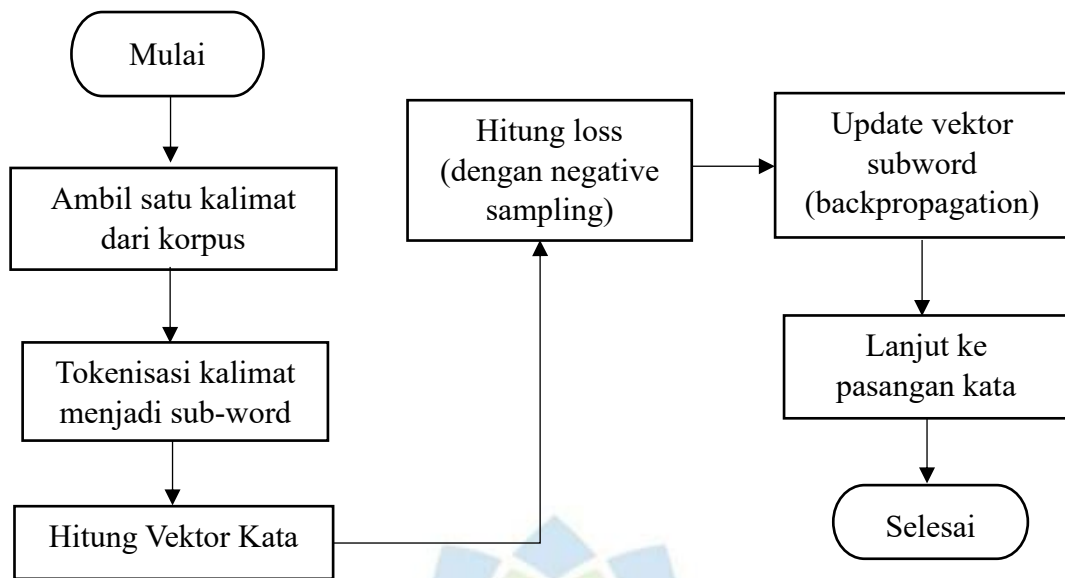 Mulai
Ambil satu kalimat
dari korpus
Tokenisasi kalimat
menjadi sub-word
Hitung Vektor Kata
Hitung loss
(dengan negative
sampling)
Update vektor
subword
(backpropagation)
Lanjut ke
pasangan kata
Selesai